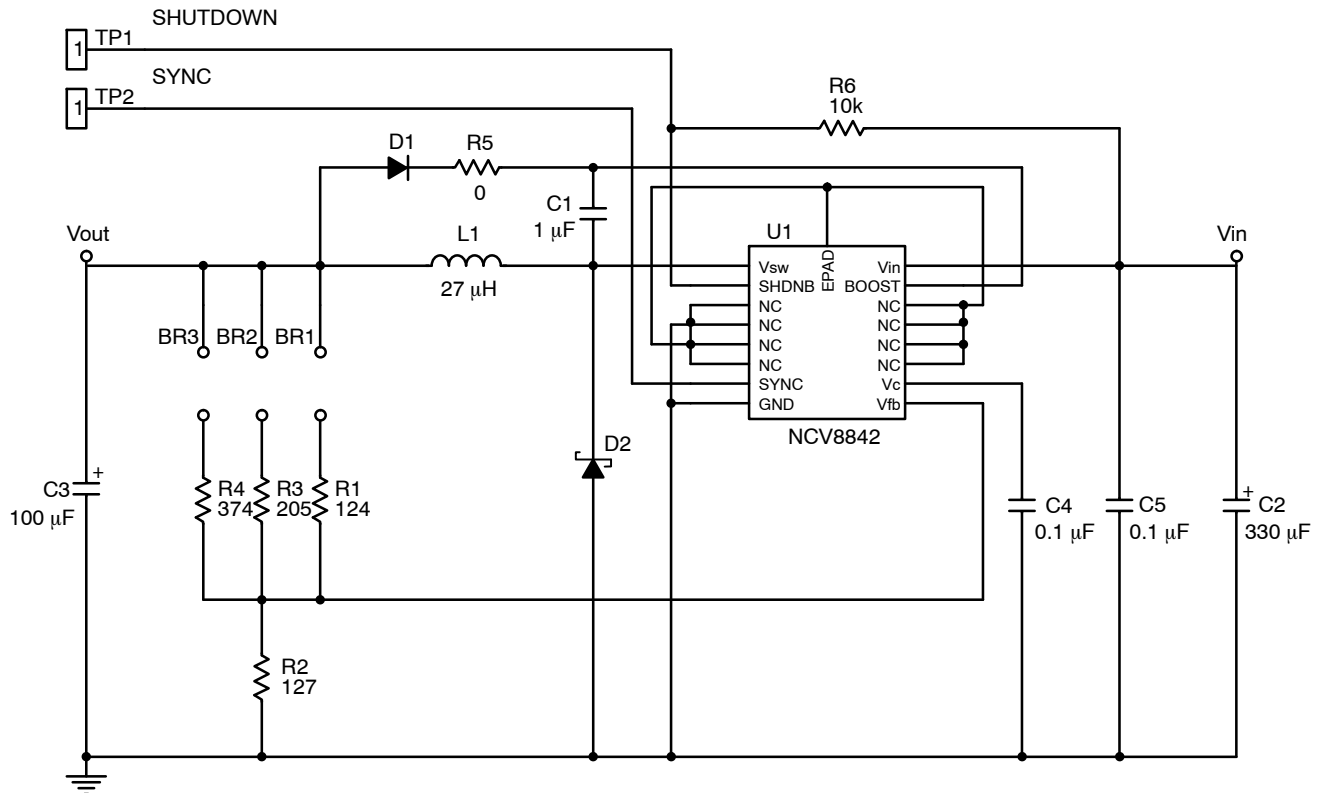 SHUTDOWN
1 TP1
SYNC
1 TP2
R6
10k
D1
R5
0
C1
1 μF
U1
Vout
L1
27 μH
Vin
EPAD
Vsw
SHDNB
NC
NC
NC
NC
SYNC
GND
Vin
BOOST
NC
NC
NC
NC
Vc
Vfb
NCV8842
BR3 BR2 BR1
D2
C3
+
100 μF
R4
374
R3
205
R1
124
C4
0.1 μF
C5
0.1 μF
+
C2
330 μF
R2
127